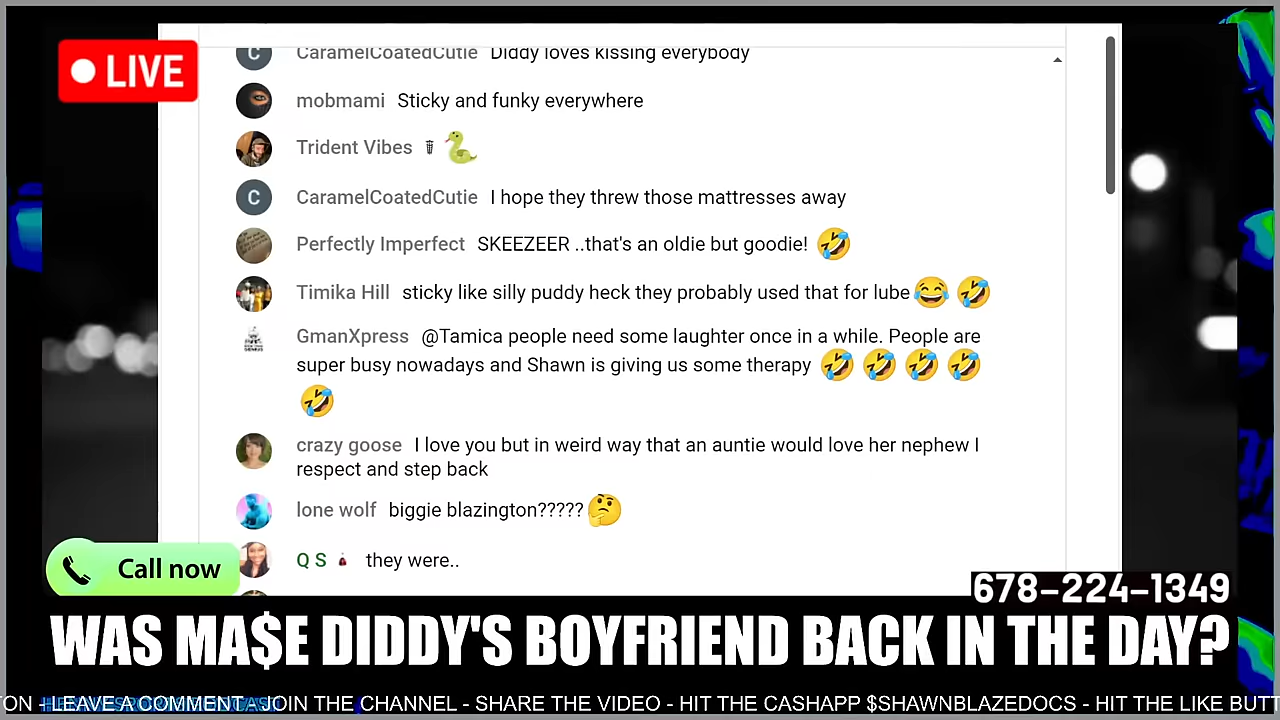 LIVE
C CaramelCoatedCutie Diddy loves kissing everybody
mobmami Sticky and funky everywhere
Trident Vibes
C CaramelCoatedCutie I hope they threw those mattresses away
Perfectly Imperfect SKEEZEER ..that's an oldie but goodie! 🤣
Timika Hill sticky like silly puddy heck they probably used that for lube😂 🤣
GmanXpress @Tamica people need some laughter once in a while. People are
super busy nowadays and Shawn is giving us some therapy 🤣 🤣 🤣 🤣
🤣
crazy goose I love you but in weird way that an auntie would love her nephew I
respect and step back
lone wolf biggie blazington?????🤔
Q S they were..
Call now
678-224-1349
WAS MA$E DIDDY'S BOYFRIEND BACK IN THE DAY?
TON - LEAVE A COMMENT - JOIN THE CHANNEL - SHARE THE VIDEO - HIT THE CASHAPP $SHAWNBLAZEDOCS - HIT THE LIKE BUTT